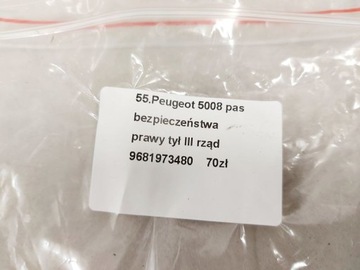 55.Peugeot 5008 pas
bezpieczeństwa
prawy tył III rząd
9681973480 70zł